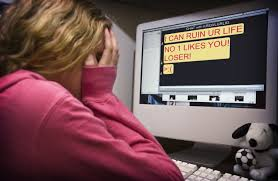 I CAN RUIN UR LIFE
NO 1 LIKES YOU!
LOSER!
>:(